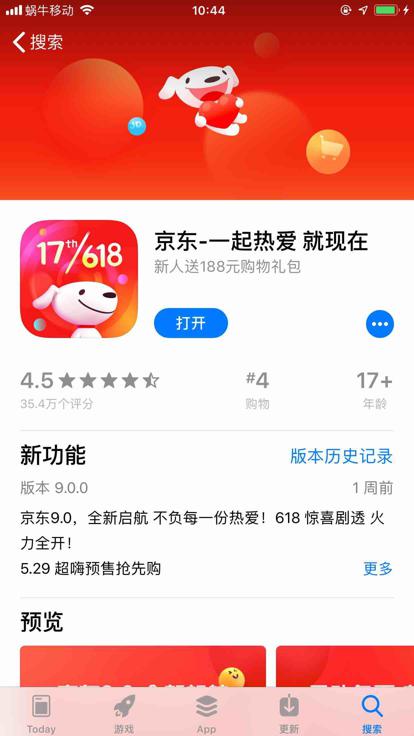 蜗牛移动 10:44
搜索
JD
17th/618
京东-一起热爱 就现在
新人送188元购物礼包
打开
4.5 #4 17+
35.4万个评分 购物 年龄
新功能 版本历史记录
版本 9.0.0 1 周前
京东9.0，全新启航 不负每一份热爱！618 惊喜剧透 火
力全开！
5.29 超嗨预售抢先购 更多
预览
Today 游戏 App 更新 搜索